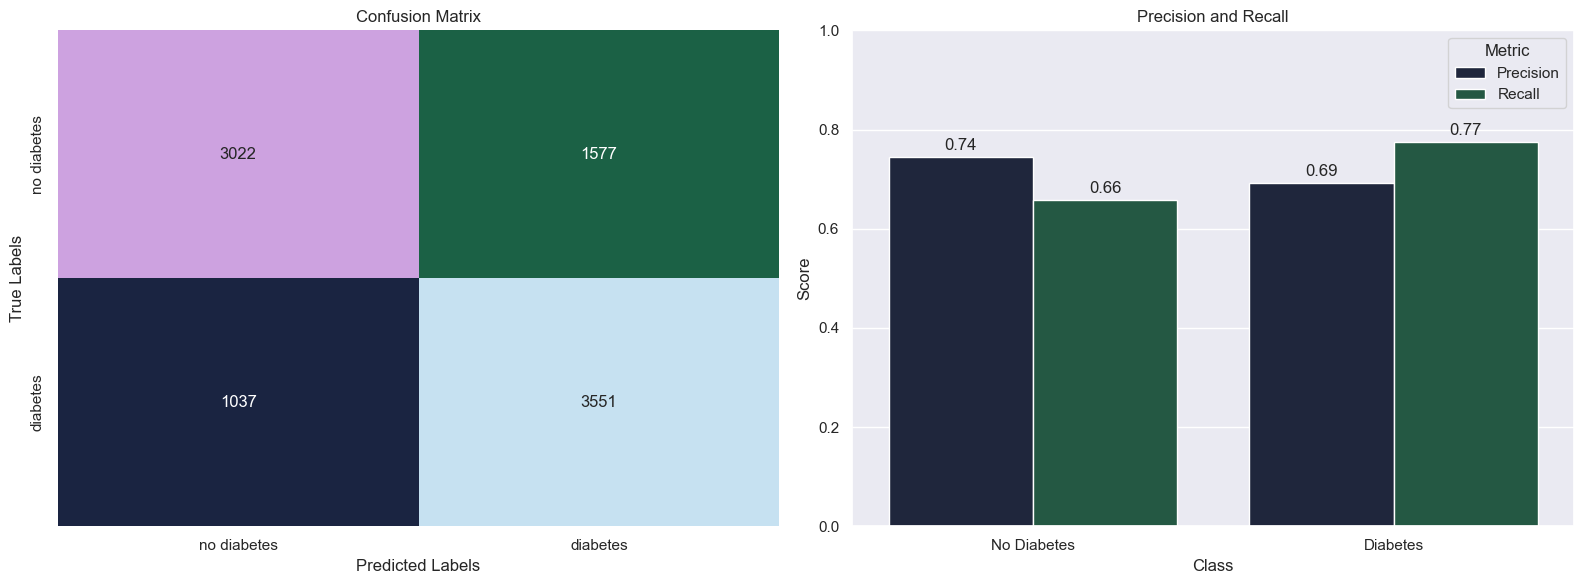 Confusion Matrix
no diabetes
diabetes
True Labels
3022
1577
1037
3551
no diabetes
diabetes
Predicted Labels
Precision and Recall
Metric
Precision
Recall
1.0
0.8
0.6
0.4
0.2
0.0
Score
0.74
0.66
0.69
0.77
No Diabetes
Diabetes
Class